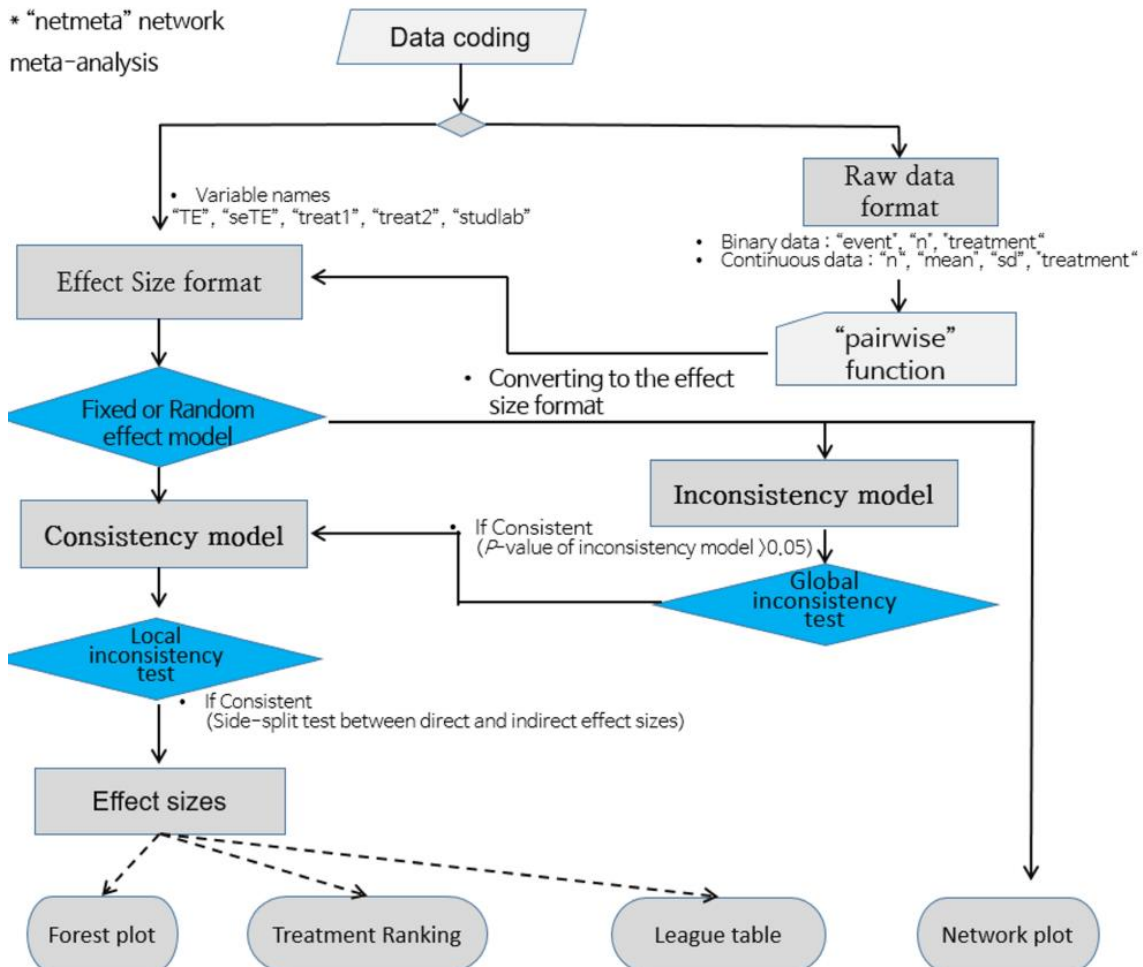 * “netmeta” network
meta-analysis
Data coding
• Variable names
“TE”, “seTE”, “treat1”, “treat2”, “studlab”
Raw data
format
• Binary data : “event”, “n”, “treatment“
• Continuous data : “n“, “mean”, “sd”, “treatment“
Effect Size format
“pairwise”
function
• Converting to the effect
size format
Fixed or Random
effect model
Inconsistency model
Consistency model
• If Consistent
(P-value of inconsistency model >0.05)
Global
inconsistency
test
Local
inconsistency
test
• If Consistent
(Side-split test between direct and indirect effect sizes)
Effect sizes
Forest plot
Treatment Ranking
League table
Network plot